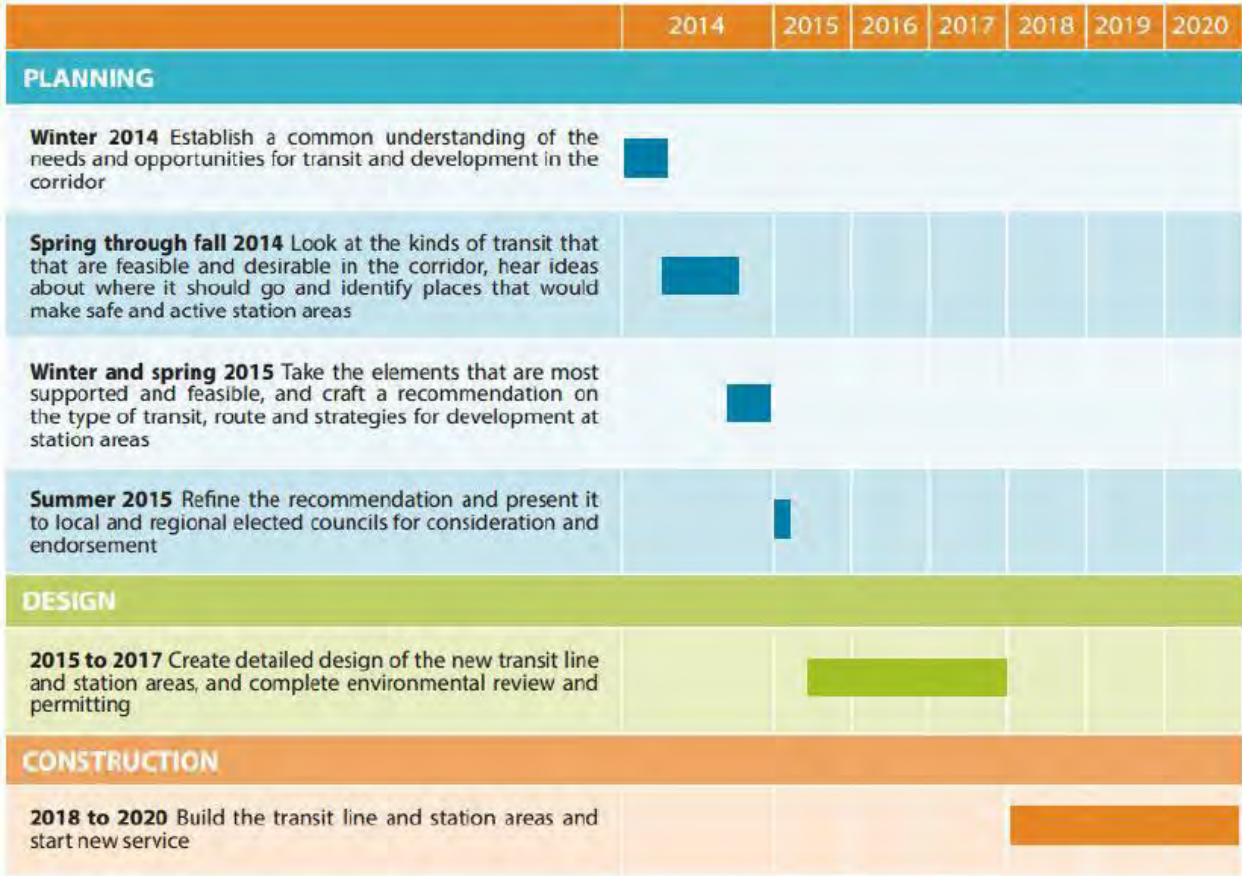 2014 2015 2016 2017 2018 2019 2020
PLANNING
Winter 2014 Establish a common understanding of the
needs and opportunities for transit and development in the
corridor
Spring through fall 2014 Look at the kinds of transit that
that are feasible and desirable in the corridor, hear ideas
about where it should go and identify places that would
make safe and active station areas
Winter and spring 2015 Take the elements that are most
supported and feasible, and craft a recommendation on
the type of transit, route and strategies for development at
station areas
Summer 2015 Refine the recommendation and present it
to local and regional elected councils for consideration and
endorsement
DESIGN
2015 to 2017 Create detailed design of the new transit line
and station areas, and complete environmental review and
permitting
CONSTRUCTION
2018 to 2020 Build the transit line and station areas and
start new service